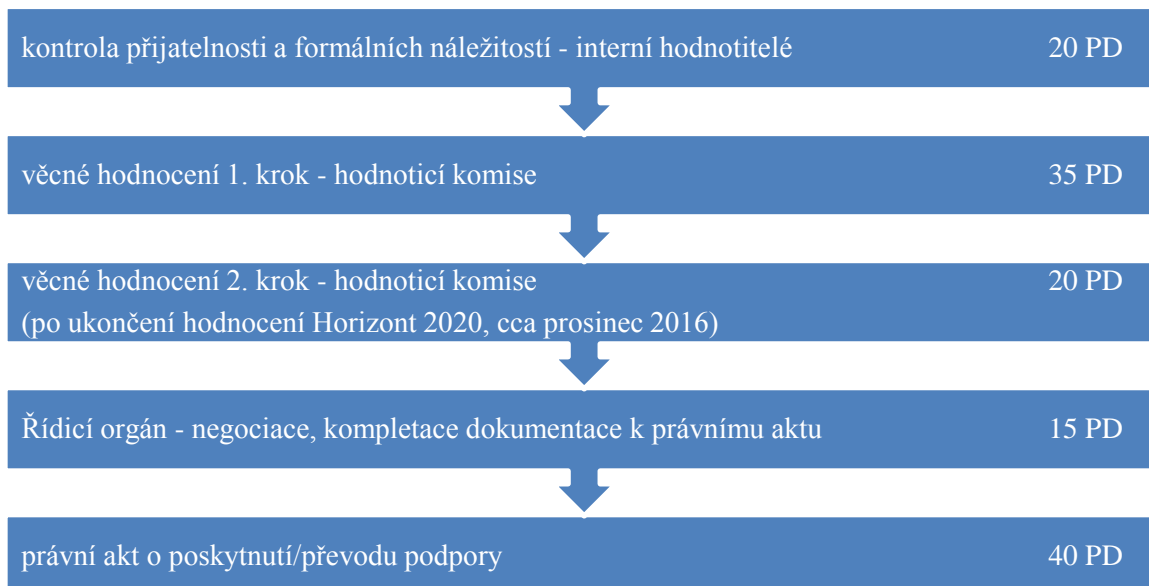 kontrola přijatelnosti a formálních náležitostí - interní hodnotitelé 20 PD
věcné hodnocení 1. krok - hodnoticí komise 35 PD
věcné hodnocení 2. krok - hodnoticí komise 20 PD
(po ukončení hodnocení Horizont 2020, cca prosinec 2016)
Řídicí orgán - negociace, kompletace dokumentace k právnímu aktu 15 PD
právní akt o poskytnutí/převodu podpory 40 PD